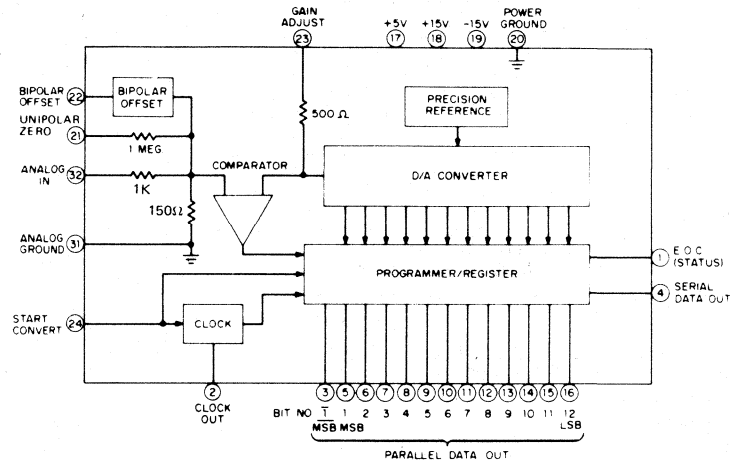 GAIN
ADJUST
23
+5V
17
+15V
18
-15V
19
POWER
GROUND
20
BIPOLAR
OFFSET
22
BIPOLAR
OFFSET
500 Ω
PRECISION
REFERENCE
UNIPOLAR
ZERO
21
1 MEG
COMPARATOR
ANALOG
IN
32
1K
D/A CONVERTER
150Ω
ANALOG
GROUND
31
PROGRAMMER/REGISTER
1
E O C
(STATUS)
4
SERIAL
DATA OUT
START
CONVERT
24
CLOCK
2
CLOCK
OUT
3 5 6 7 8 9 10 11 12 13 14 15 16
BIT NO 1 1 2 3 4 5 6 7 8 9 10 11 12
MSB MSB LSB
PARALLEL DATA OUT